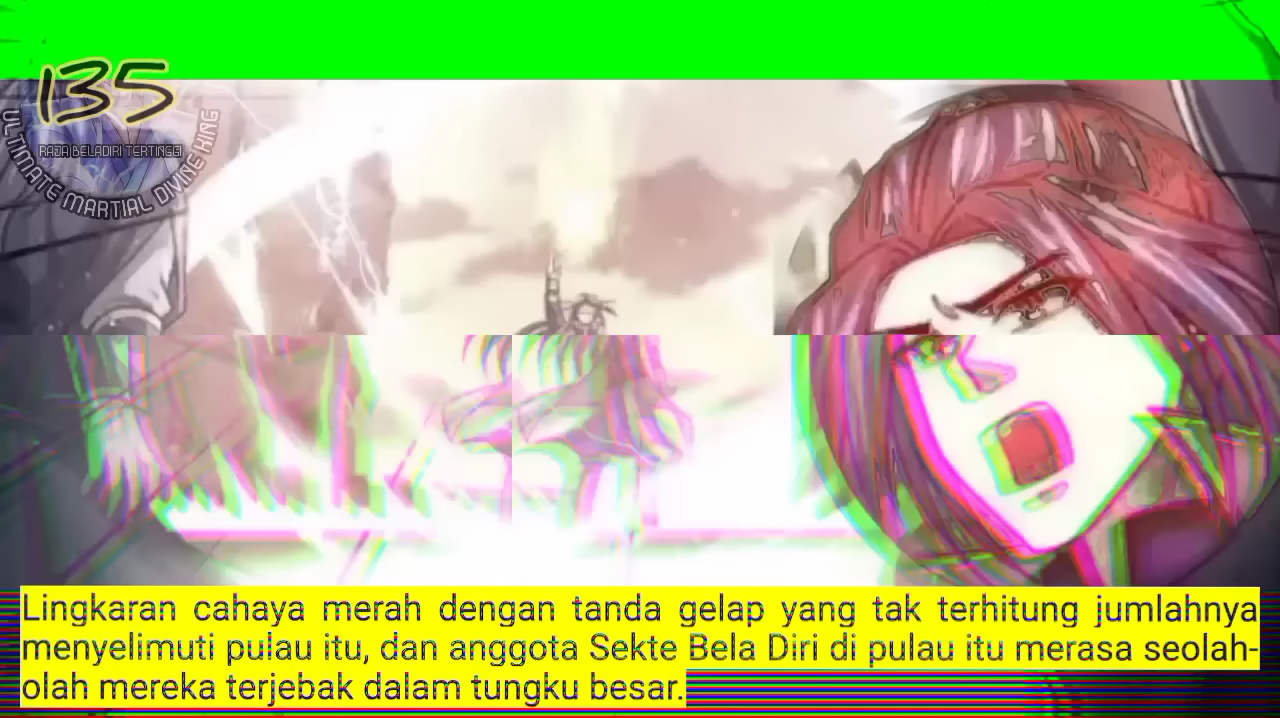 135
RAJA BELADIRI TERTINGGI
ULTIMATE MARTIAL DIVINE KING
Lingkaran cahaya merah dengan tanda gelap yang tak terhitung jumlahnya
menyelimuti pulau itu, dan anggota Sekte Bela Diri di pulau itu merasa seolah-
olah mereka terjebak dalam tungku besar.